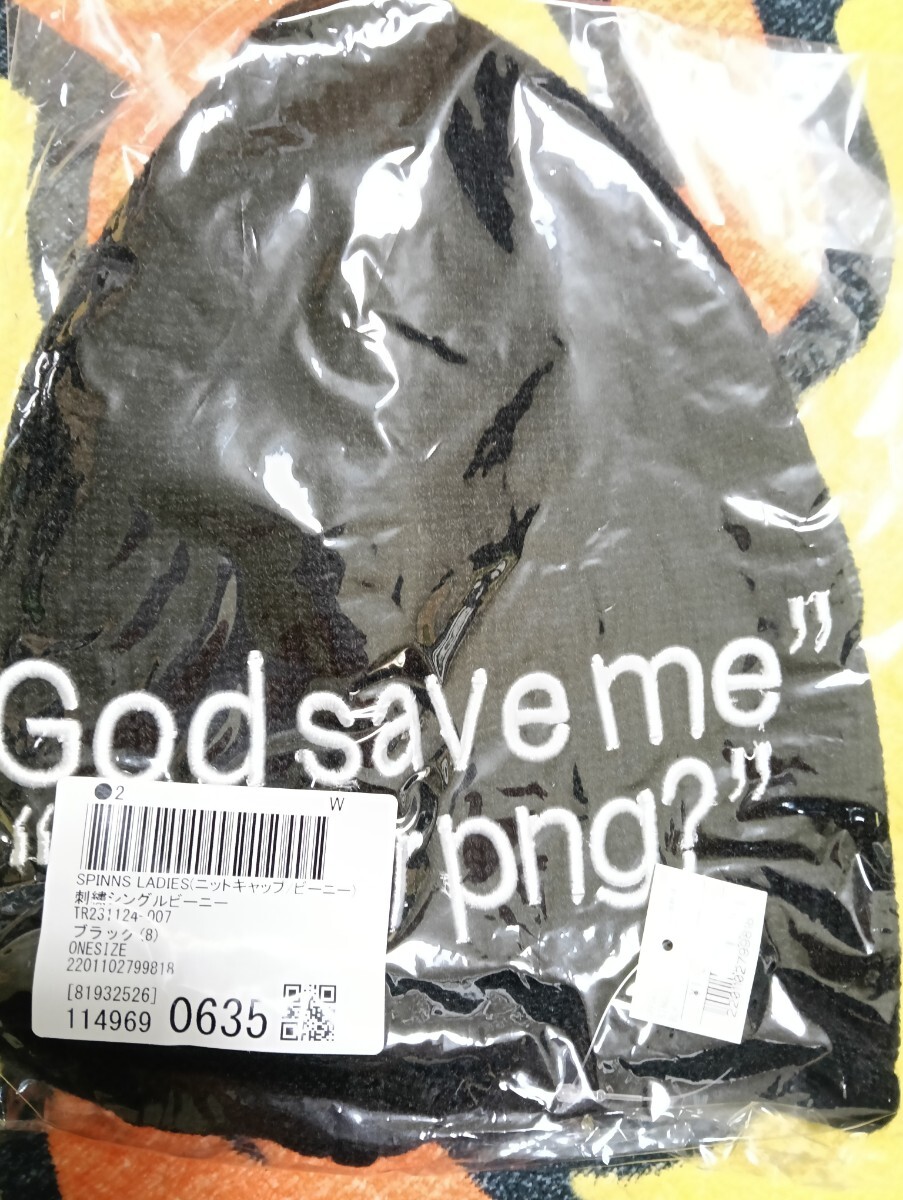 God save me”
rpng?”
2 W
SPINNS LADIES(ニットキャップ/ビーニー)
刺繍シングルビーニー
TR231124-007
ブラック(8)
ONESIZE
2201102799818
[81932526]
114969 0635
2201102799818